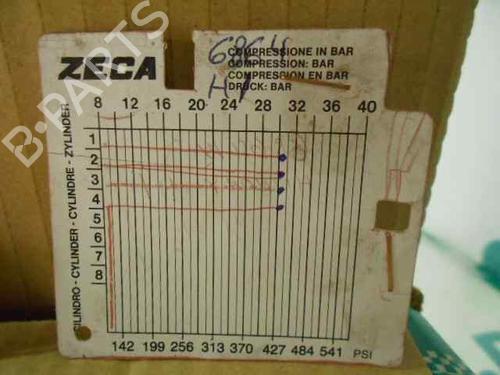 ZECA
COMPRESSIONE IN BAR
COMPRESSION: BAR
COMPRESION EN BAR
DRUCK: BAR
8 12 16 20 24 28 32 36 40
CILINDRO - CYLINDER - CYLINDRE - ZYLINDER
1
2
3
4
5
6
7
8
142 199 256 313 370 427 484 541 PSI
B-PARTS